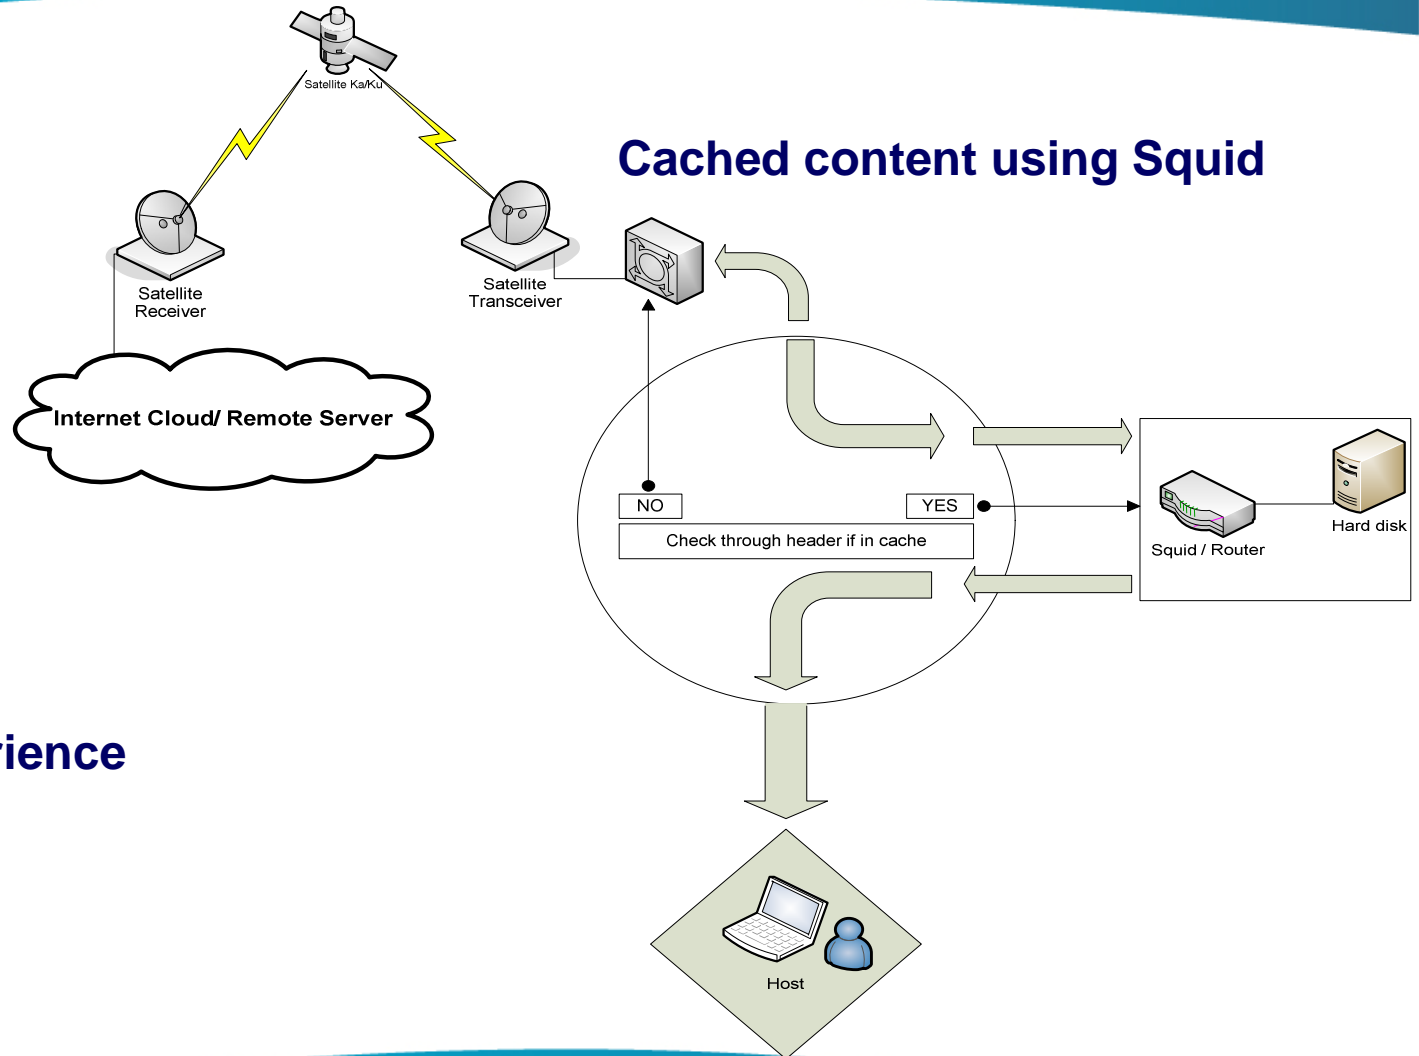 Satellite Ka/Ku
Cached content using Squid
Satellite
Receiver
Satellite
Transceiver
Internet Cloud/ Remote Server
NO
YES
Check through header if in cache
Squid / Router
Hard disk
rience
Host